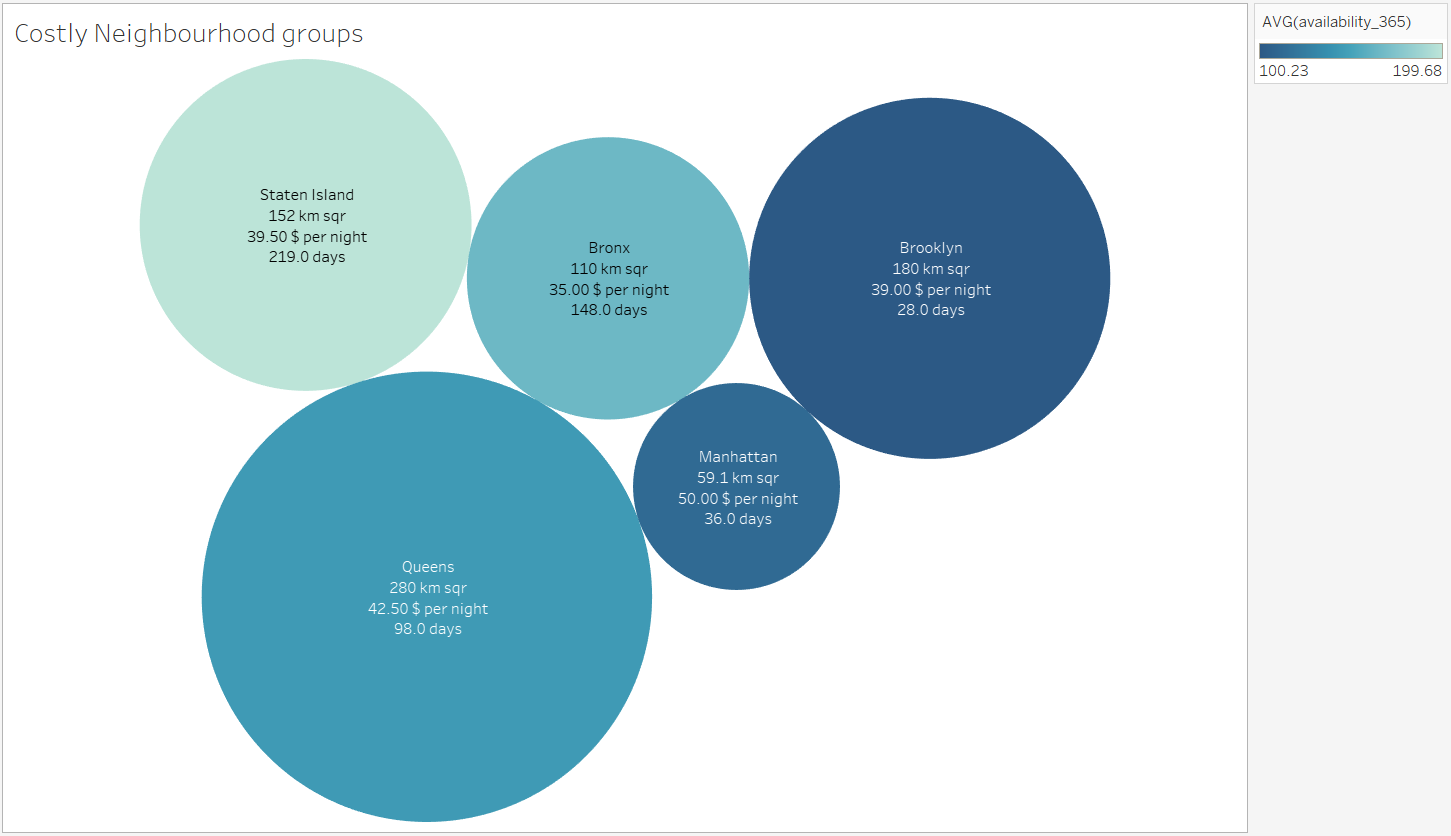 Costly Neighbourhood groups
AVG(availability_365)
100.23 199.68
Staten Island
152 km sqr
39.50 $ per night
219.0 days
Bronx
110 km sqr
35.00 $ per night
148.0 days
Brooklyn
180 km sqr
39.00 $ per night
28.0 days
Manhattan
59.1 km sqr
50.00 $ per night
36.0 days
Queens
280 km sqr
42.50 $ per night
98.0 days